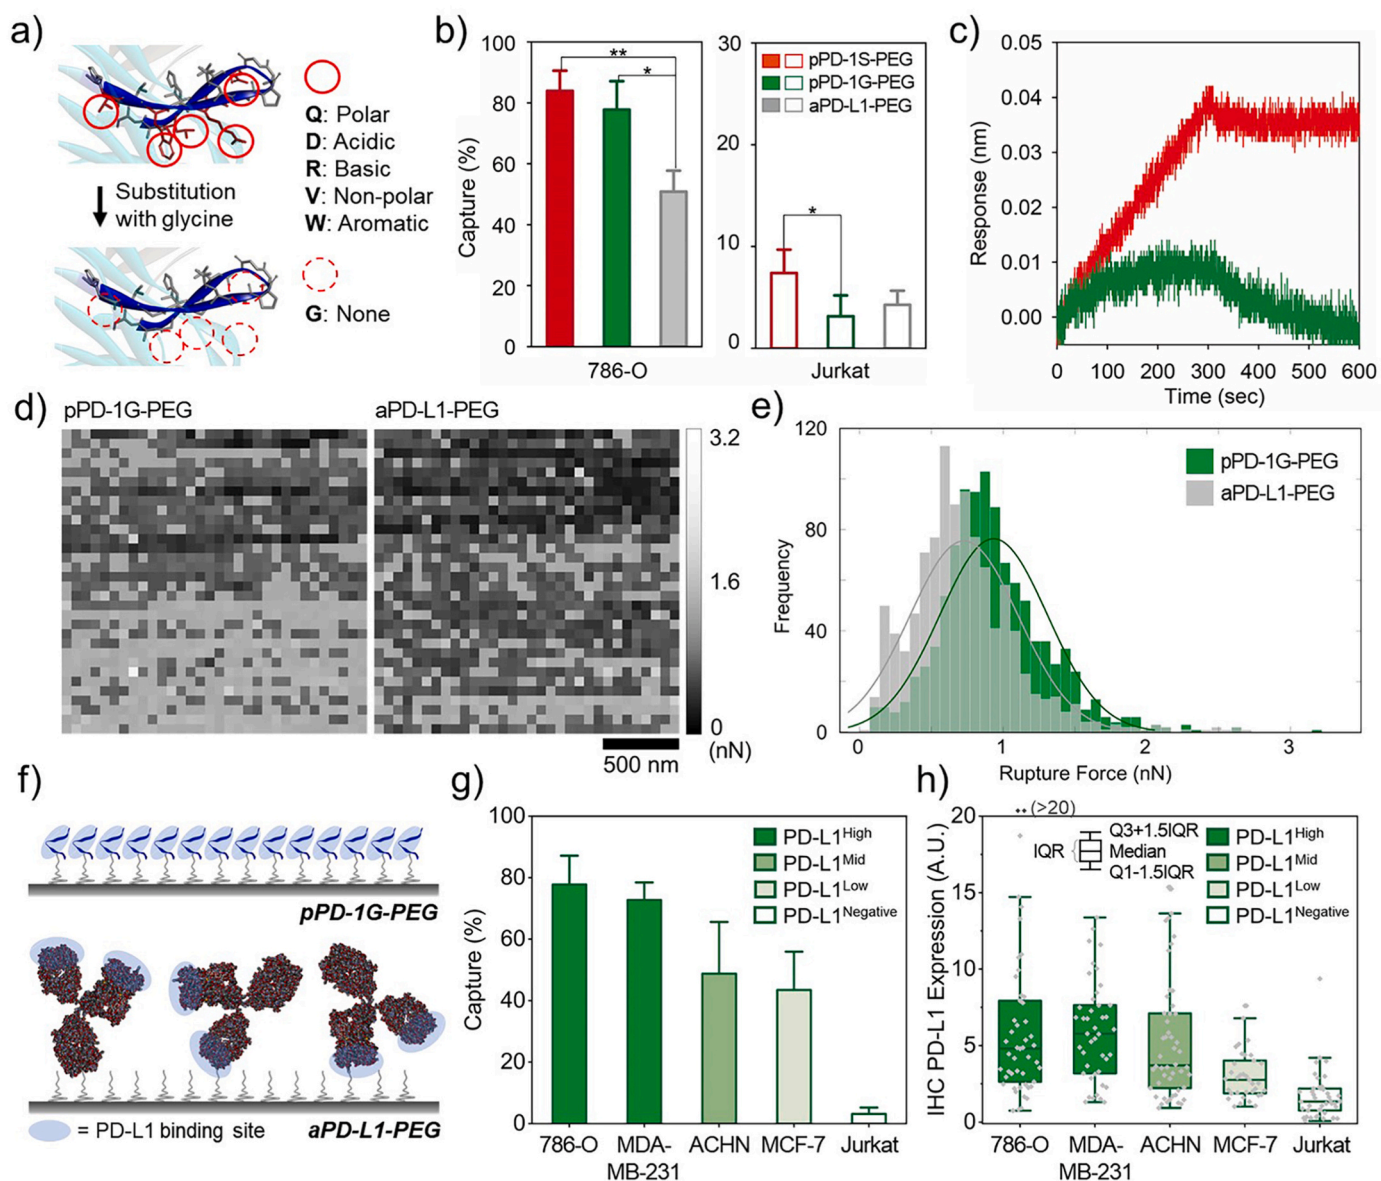 a)
Q: Polar
D: Acidic
R: Basic
V: Non-polar
W: Aromatic
Substitution
with glycine
G: None
b)
100
80
60
40
20
0
Capture (%)
**
*
786-O
30
20
10
0
pPD-1S-PEG
pPD-1G-PEG
aPD-L1-PEG
*
Jurkat
c)
0.05
0.04
0.03
0.02
0.01
0.00
Response (nm)
0 100 200 300 400 500 600
Time (sec)
d)
pPD-1G-PEG
aPD-L1-PEG
3.2
1.6
0
(nN)
500 nm
e)
120
80
40
0
Frequency
pPD-1G-PEG
aPD-L1-PEG
0 1 2 3
Rupture Force (nN)
f)
pPD-1G-PEG
= PD-L1 binding site
aPD-L1-PEG
g)
100
80
60
40
20
0
Capture (%)
PD-L1High
PD-L1Mid
PD-L1Low
PD-L1Negative
786-O MDA- ACHN MCF-7 Jurkat
MB-231
h)
20
15
10
5
0
IHC PD-L1 Expression (A.U.)
(>20)
IQR
Q3+1.5IQR
Median
Q1-1.5IQR
PD-L1High
PD-L1Mid
PD-L1Low
PD-L1Negative
786-O MDA- ACHN MCF-7 Jurkat
MB-231